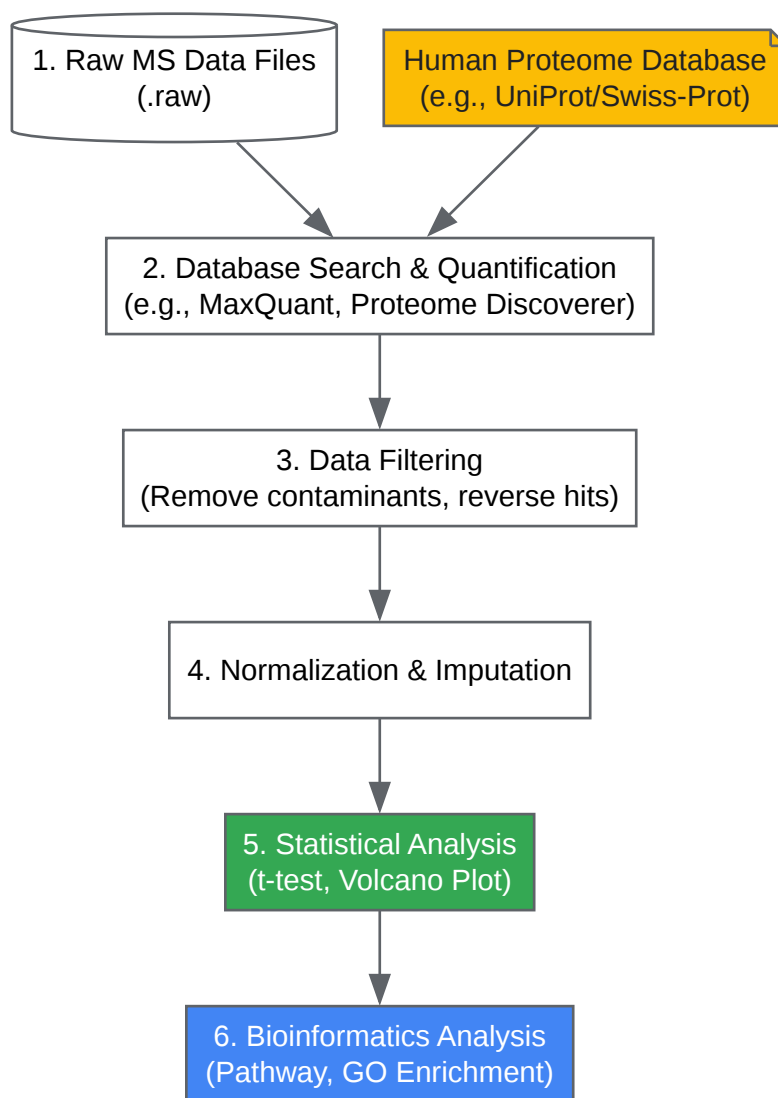 1. Raw MS Data Files
(.raw)
Human Proteome Database
(e.g., UniProt/Swiss-Prot)
2. Database Search & Quantification
(e.g., MaxQuant, Proteome Discoverer)
3. Data Filtering
(Remove contaminants, reverse hits)
4. Normalization & Imputation
5. Statistical Analysis
(t-test, Volcano Plot)
6. Bioinformatics Analysis
(Pathway, GO Enrichment)